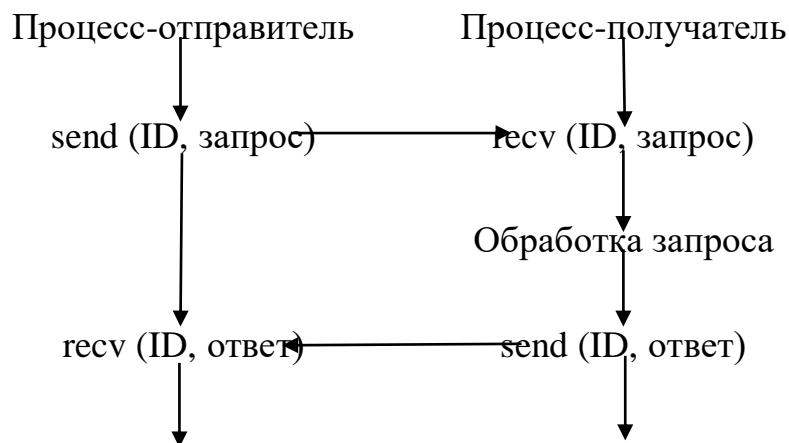 Процесс-отправитель
Процесс-получатель
send (ID, запрос)
recv (ID, запрос)
Обработка запроса
recv (ID, ответ)
send (ID, ответ)